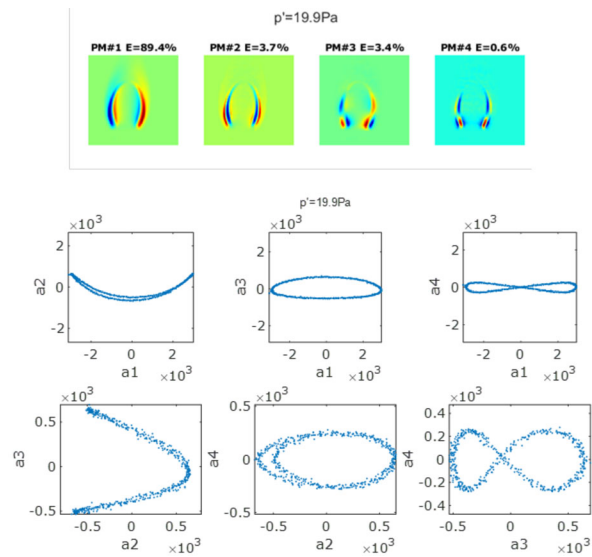 p'=19.9Pa
PM#1 E=89.4% PM#2 E=3.7% PM#3 E=3.4% PM#4 E=0.6%
p'=19.9Pa
×10³ ×10³ ×10³
a2 2 0 -2 a3 2 0 -2 a4 2 0 -2
-2 0 2 -2 0 2 -2 0 2
a1 ×10³ a1 ×10³ a1 ×10³
×10³ ×10³ ×10³
a3 0.5 0 -0.5 a4 0.5 0 -0.5 a4 0.4 0.2 0 -0.2 -0.4
-0.5 0 0.5 -0.5 0 0.5 -0.5 0 0.5
a2 ×10³ a2 ×10³ a3 ×10³